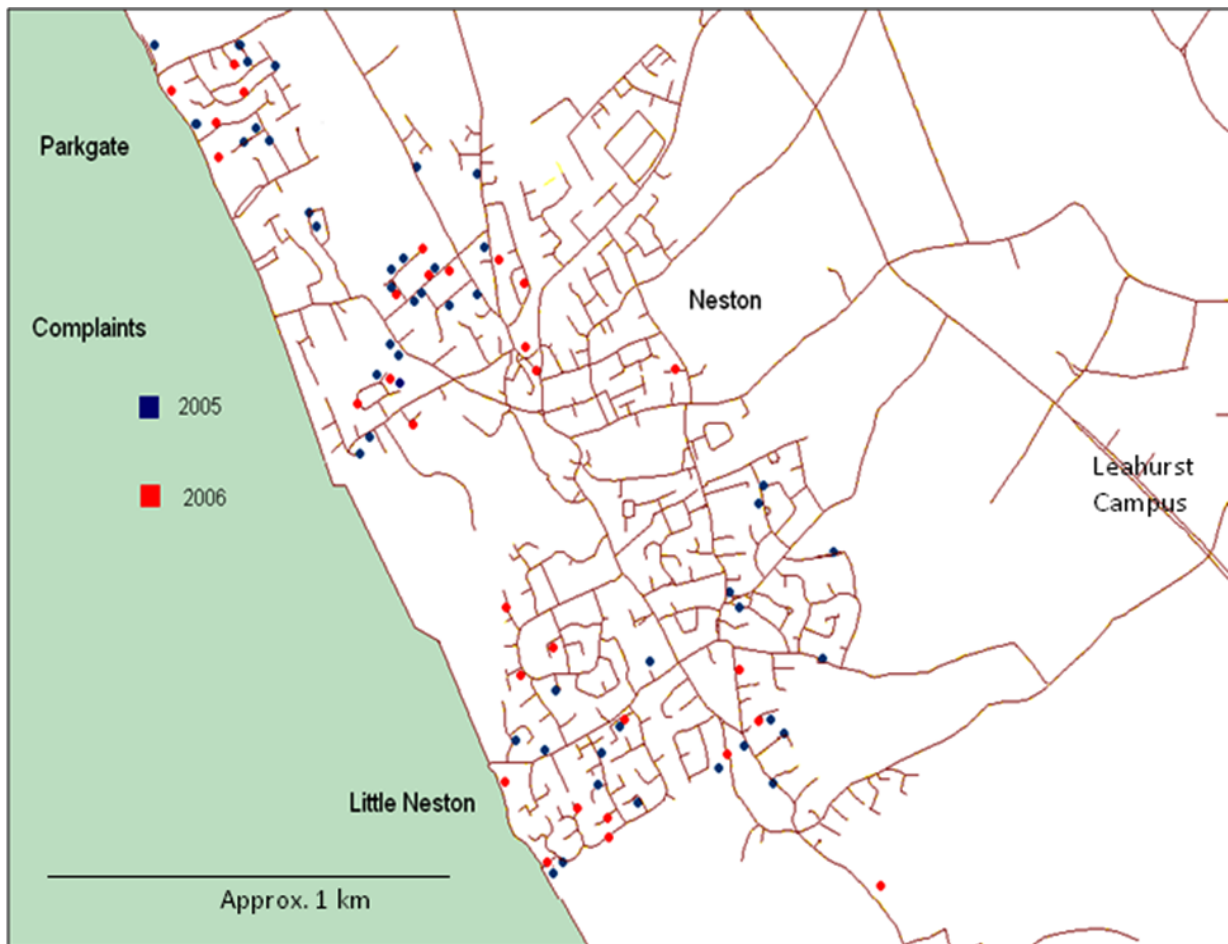 Parkgate
Neston
Complaints
2005
Leahurst
Campus
2006
Little Neston
Approx. 1 km